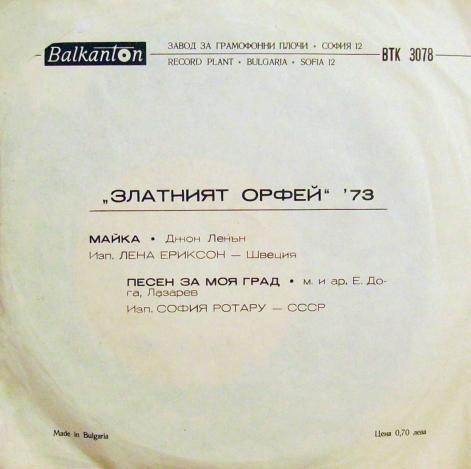 Balkanton
ЗАВОД ЗА ГРАМОФОННИ ПЛОЧИ • СОФИЯ 12
RECORD PLANT • BULGARIA • SOFIA 12
ВТК 3078
„ЗЛАТНИЯТ ОРФЕЙ“ '73
МАЙКА • Джон Ленън
Изп. ЛЕНА ЕРИКСОН — Швеция
ПЕСЕН ЗА МОЯ ГРАД • м. и ар. Е. До-
га, Лазарев
Изп. СОФИЯ РОТАРУ — СССР
Made in Bulgaria
Цена 0,70 лева